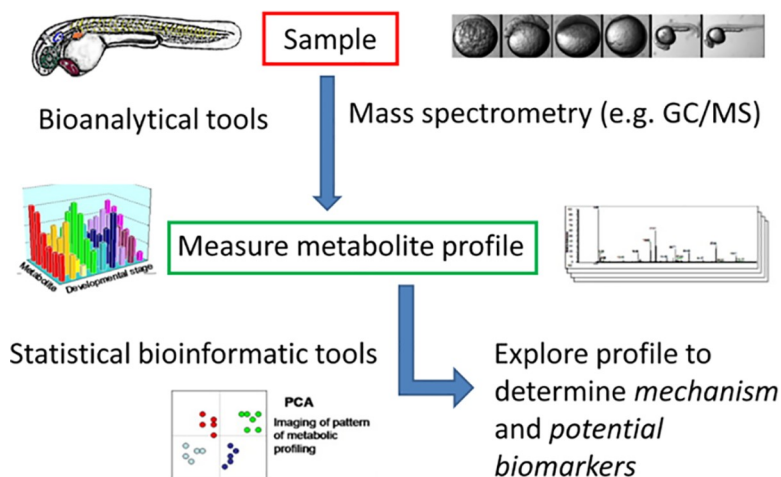 Sample
Bioanalytical tools
Mass spectrometry (e.g. GC/MS)
Metabolite
Developmental stage
Measure metabolite profile
Statistical bioinformatic tools
Explore profile to
determine mechanism
and potential
biomarkers
PCA
Imaging of pattern
of metabolic
profiling